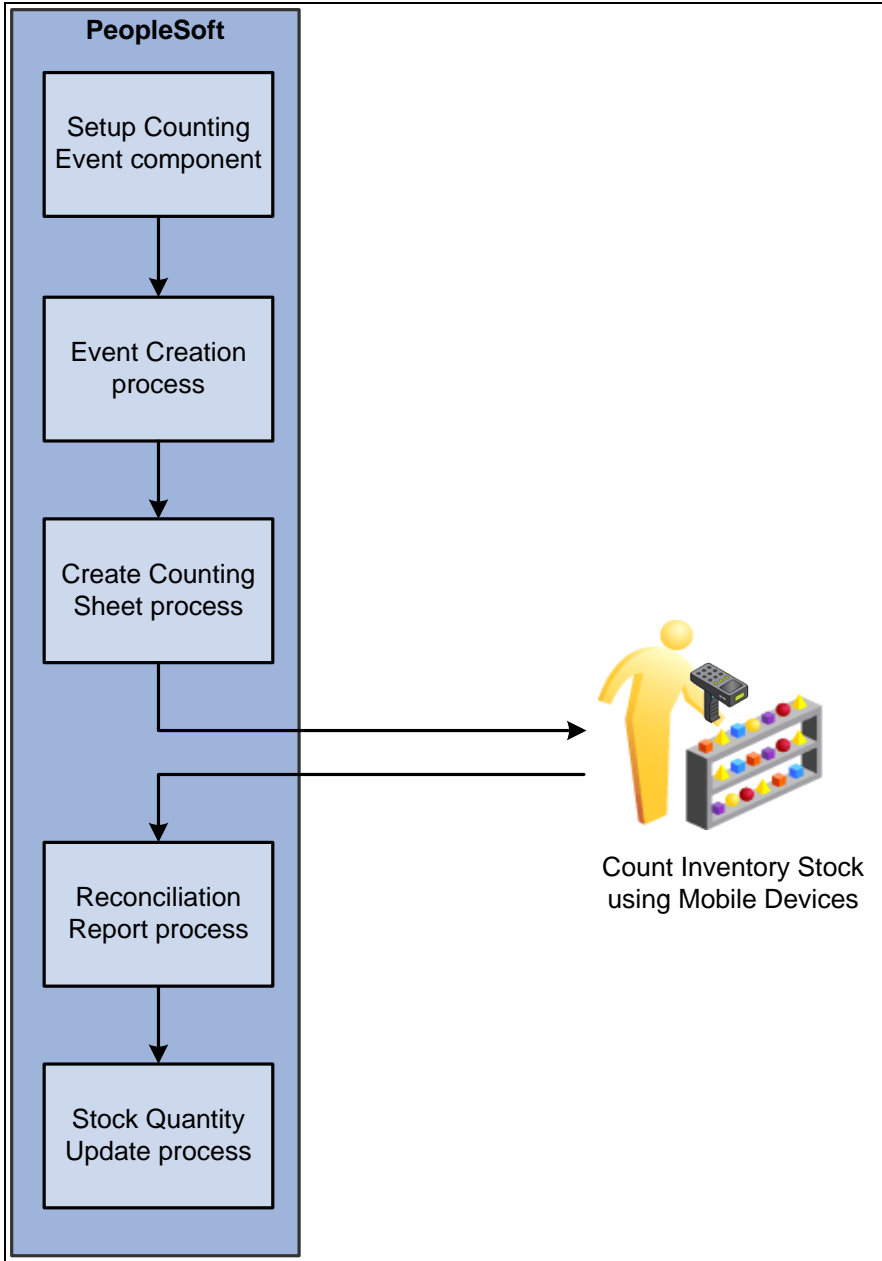 PeopleSoft
Setup Counting
Event component
Event Creation
process
Create Counting
Sheet process
Count Inventory Stock
using Mobile Devices
Reconciliation
Report process
Stock Quantity
Update process